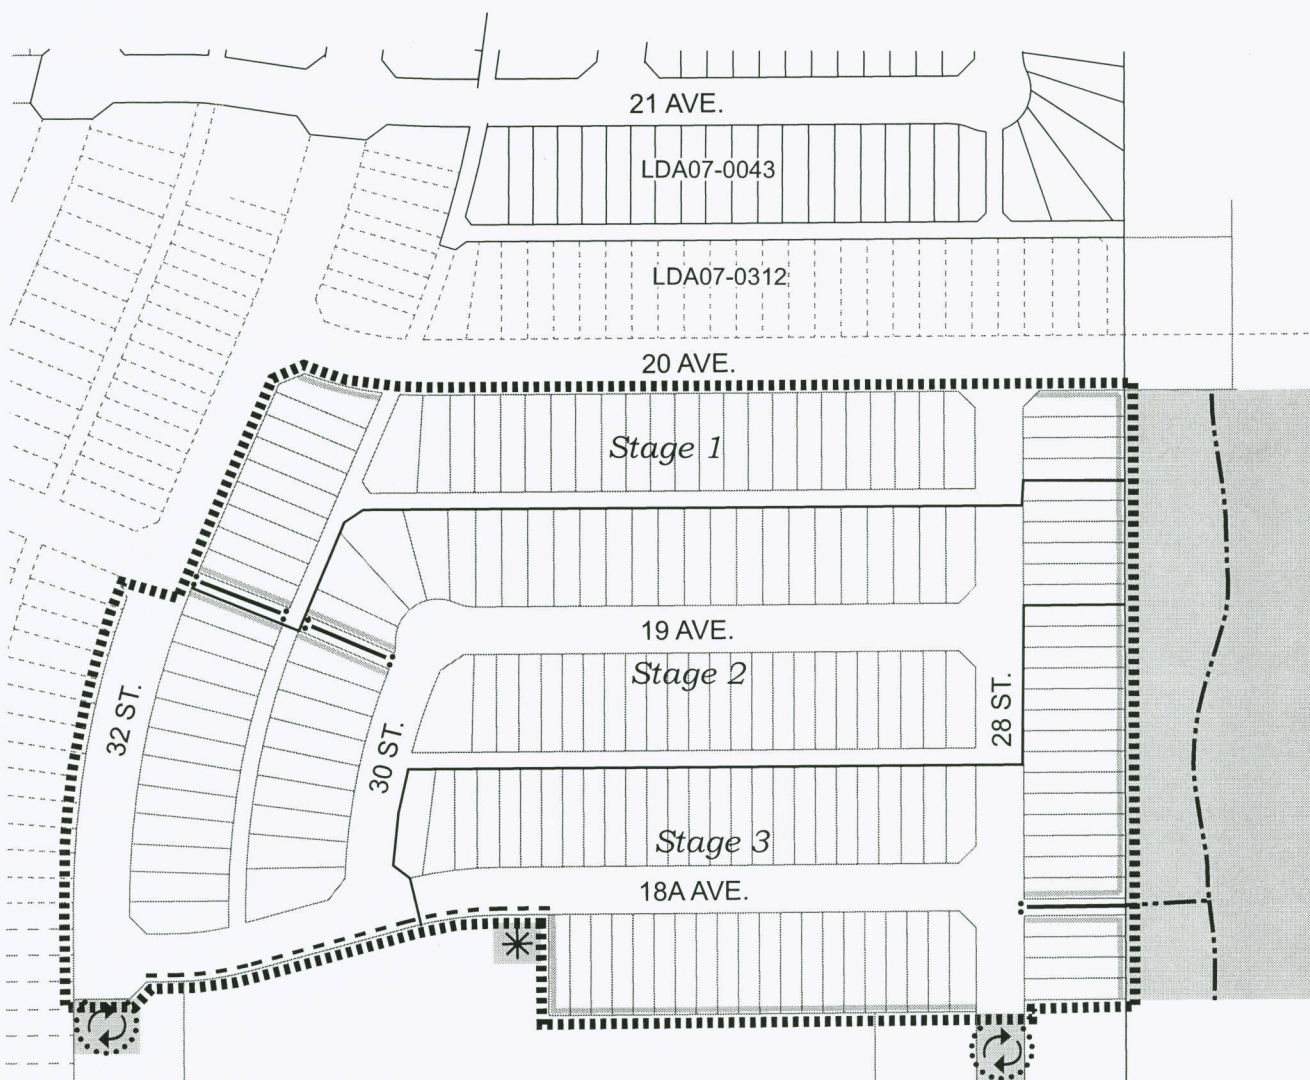 21 AVE.
LDA07-0043
LDA07-0312
20 AVE.
Stage 1
19 AVE.
Stage 2
32 ST.
30 ST.
28 ST.
Stage 3
18A AVE.